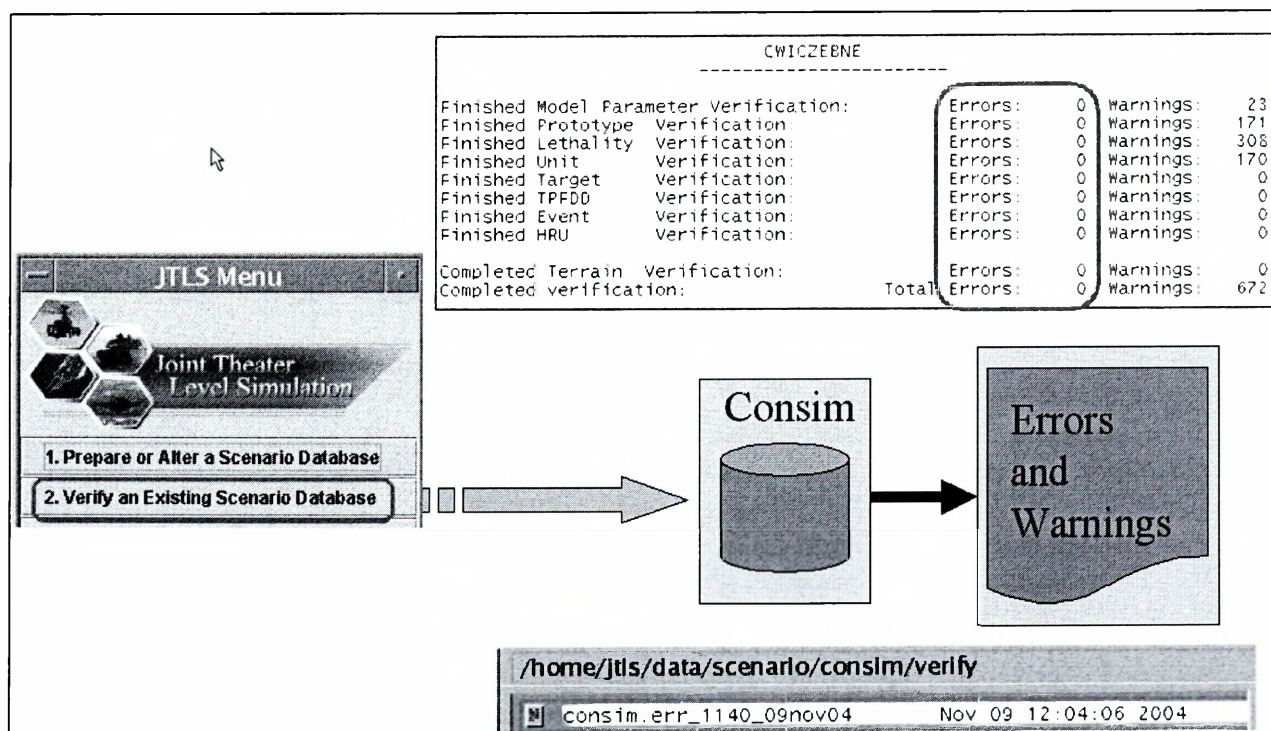 CWICZEBNE
------------------------
Finished Model Parameter Verification: Errors: 0 Warnings: 23
Finished Prototype Verification: Errors: 0 Warnings: 171
Finished Lethality Verification: Errors: 0 Warnings: 308
Finished Unit Verification: Errors: 0 Warnings: 170
Finished Target Verification: Errors: 0 Warnings: 0
Finished TPFDD Verification: Errors: 0 Warnings: 0
Finished Event Verification: Errors: 0 Warnings: 0
Finished HRU Verification: Errors: 0 Warnings: 0
Completed Terrain Verification: Errors: 0 Warnings: 0
Completed verification: Total Errors: 0 Warnings: 672
JTLS Menu
Joint Theater
Level Simulation
1. Prepare or Alter a Scenario Database
2. Verify an Existing Scenario Database
Consim
Errors
and
Warnings
/home/jtls/data/scenario/consim/verify
consim.err_1140_09nov04 Nov 09 12:04:06 2004